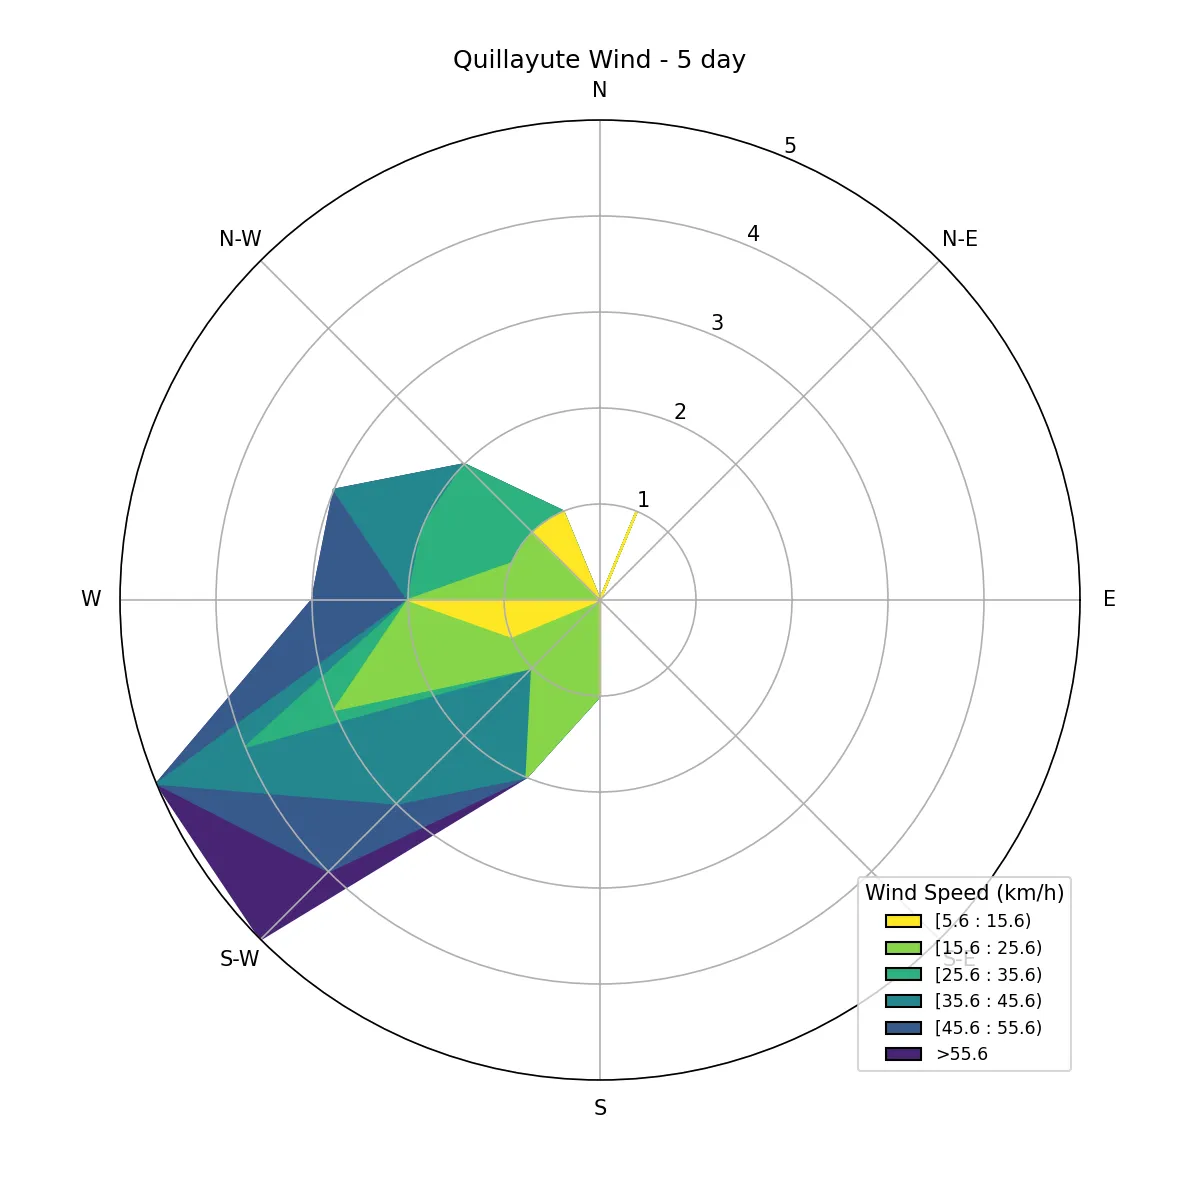 Quillayute Wind - 5 day
N
5
N-W
4
N-E
3
2
1
W
E
S-W
S-E
S
Wind Speed (km/h)
[5.6 : 15.6)
[15.6 : 25.6)
[25.6 : 35.6)
[35.6 : 45.6)
[45.6 : 55.6)
>55.6